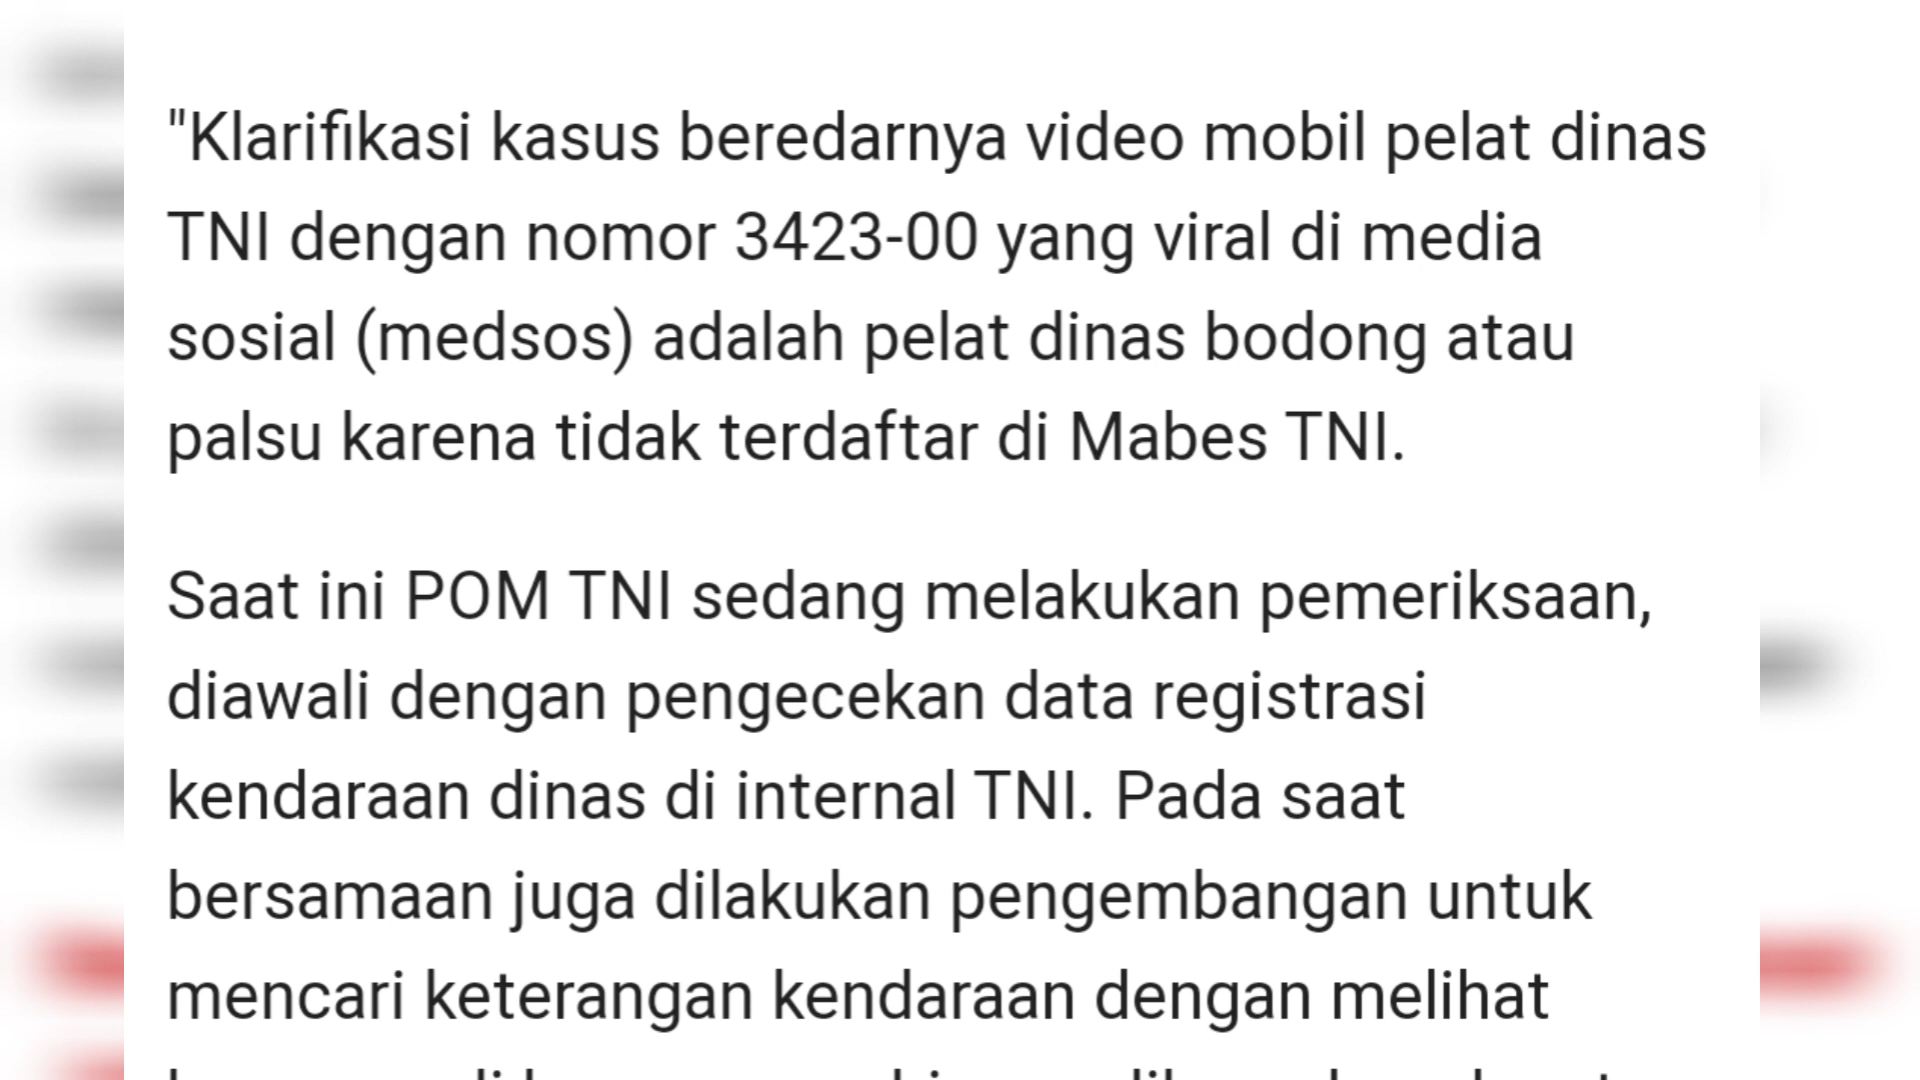 "Klarifikasi kasus beredarnya video mobil pelat dinas
TNI dengan nomor 3423-00 yang viral di media
sosial (medsos) adalah pelat dinas bodong atau
palsu karena tidak terdaftar di Mabes TNI.
Saat ini POM TNI sedang melakukan pemeriksaan,
diawali dengan pengecekan data registrasi
kendaraan dinas di internal TNI. Pada saat
bersamaan juga dilakukan pengembangan untuk
mencari keterangan kendaraan dengan melihat